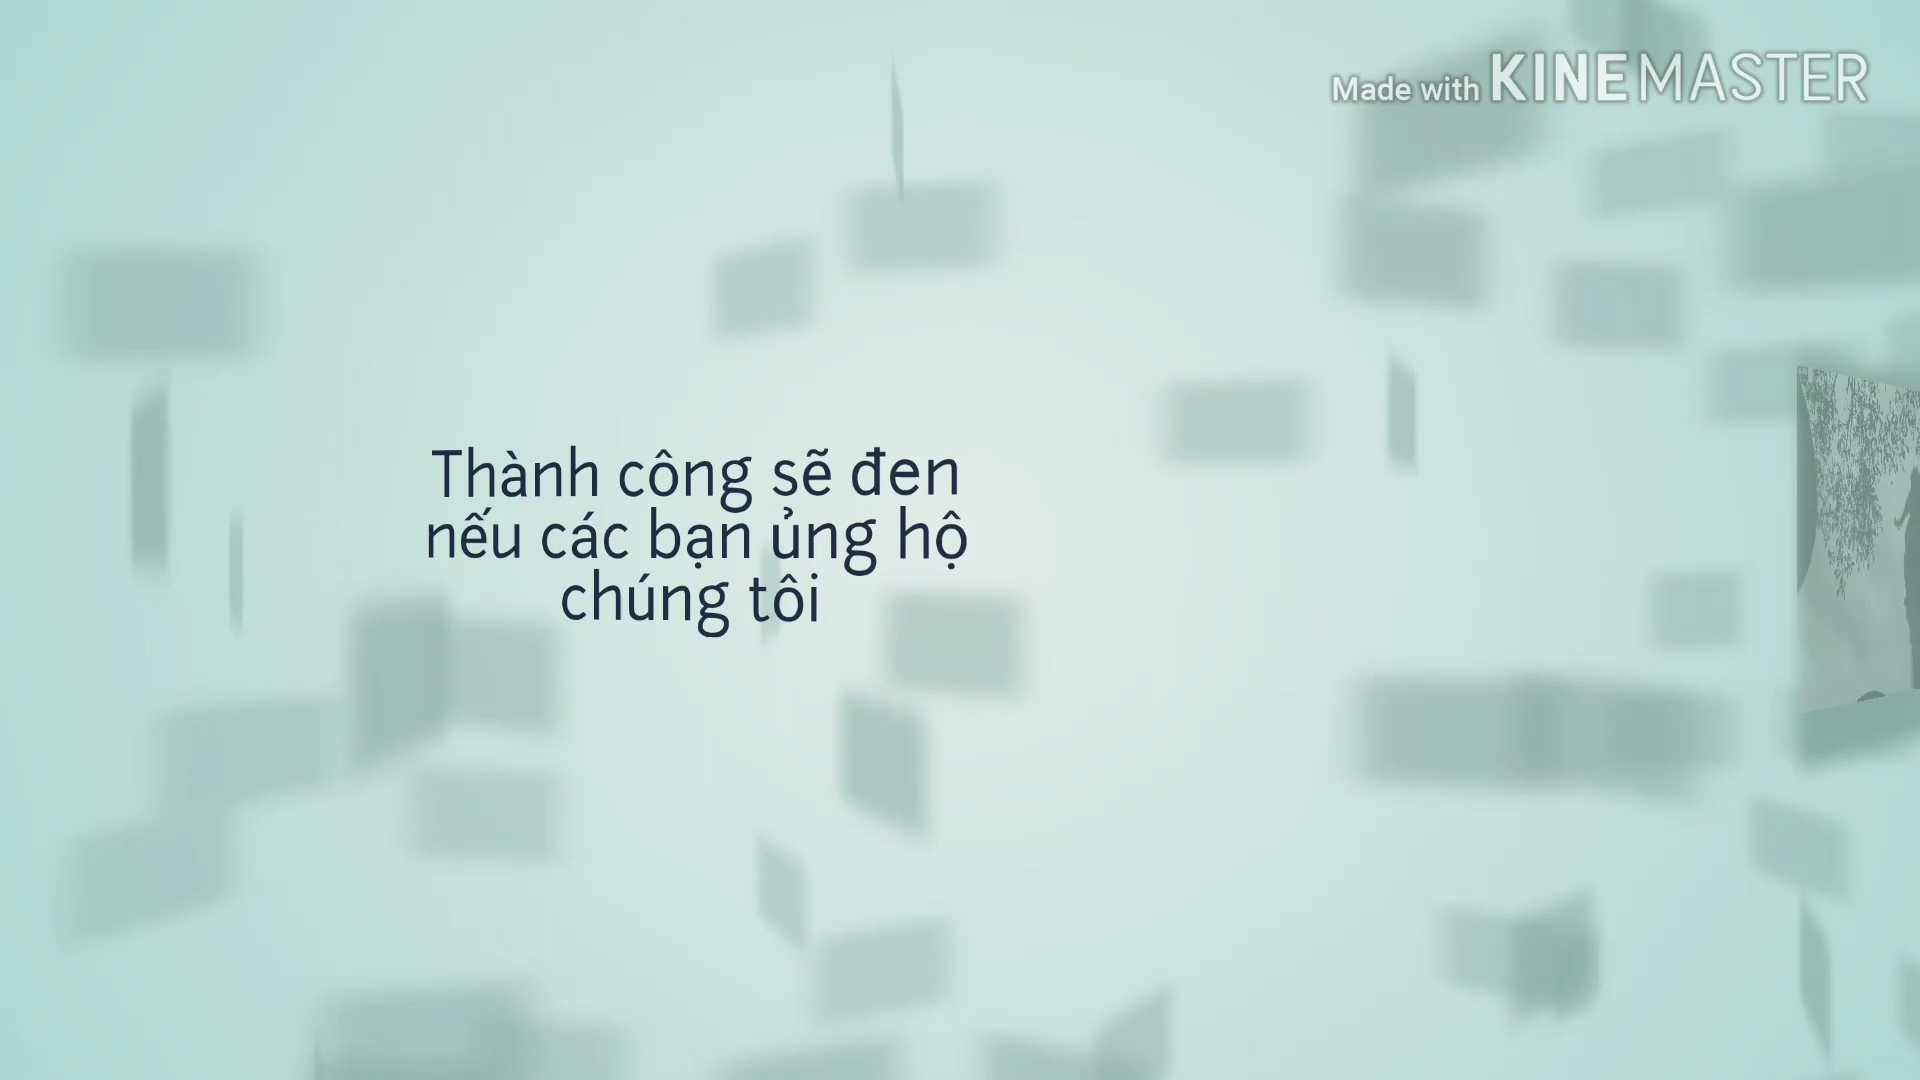 Made with KINEMASTER
Thành công sẽ đen
nếu các bạn ủng hộ
chúng tôi